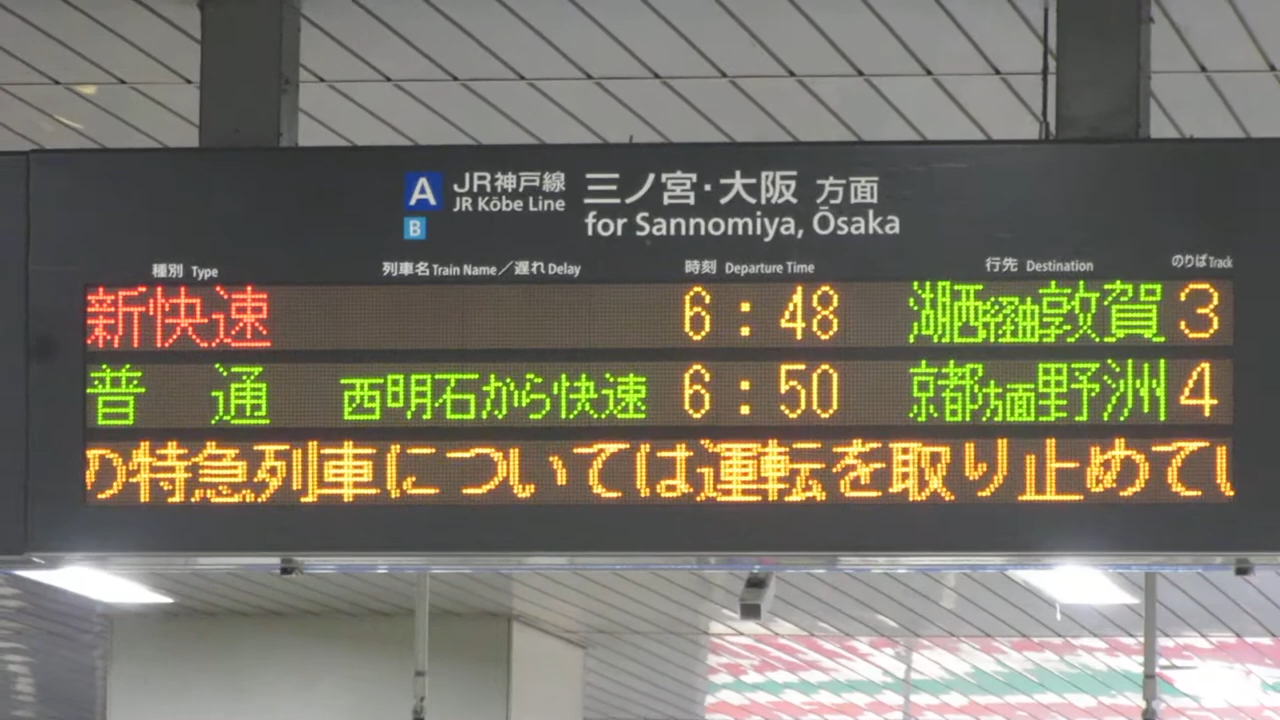 A JR神戸線 三ノ宮・大阪 方面
B JR Kōbe Line for Sannomiya, Ōsaka
種別 Type 列車名 Train Name／遅れ Delay 時刻 Departure Time 行先 Destination のりば Track
新快速 6:48 湖西経由敦賀 3
普通 西明石から快速 6:50 京都方面野洲 4
の特急列車については運転を取り止めてい